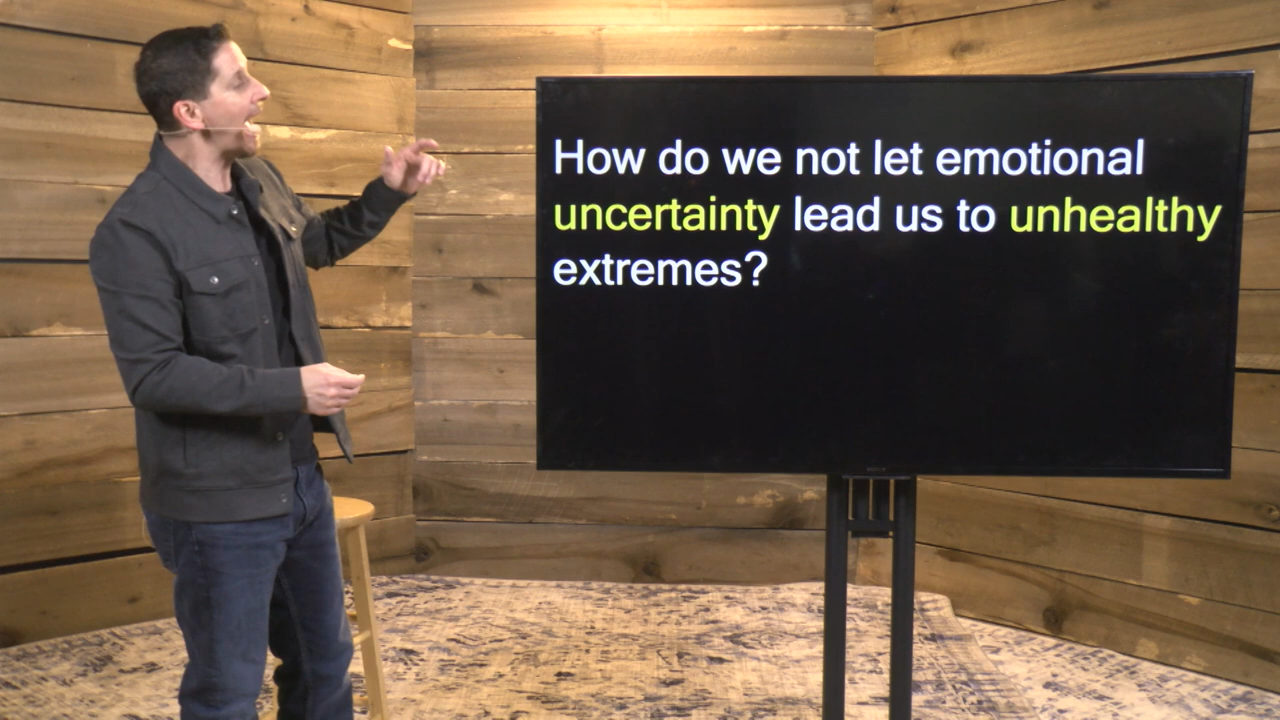 How do we not let emotional
uncertainty lead us to unhealthy
extremes?